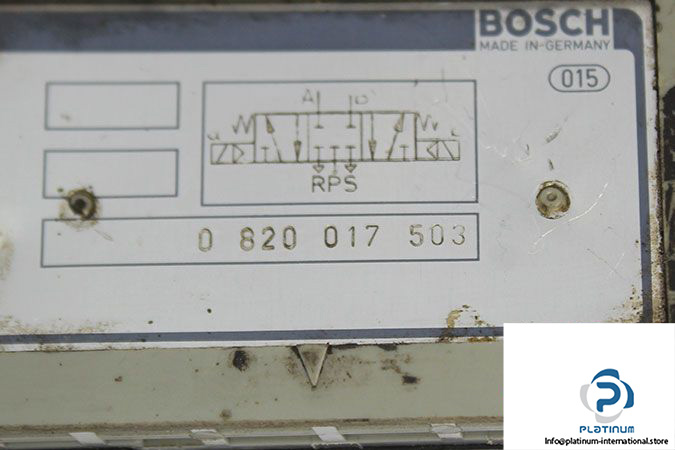 BOSCH
MADE IN-GERMANY
015
A B
a
RPS
0 820 017 503
PLATINUM
Info@platinum-international.store